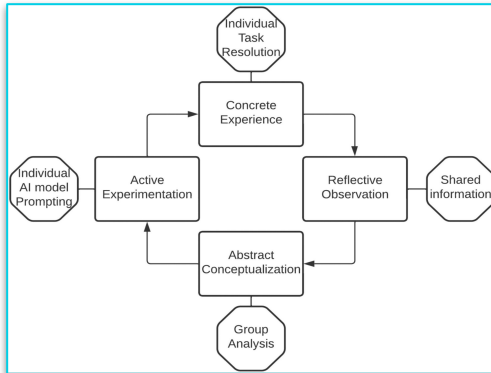 Individual
Task
Resolution
Concrete
Experience
Individual
AI model
Prompting
Active
Experimentation
Reflective
Observation
Shared
information
Abstract
Conceptualization
Group
Analysis